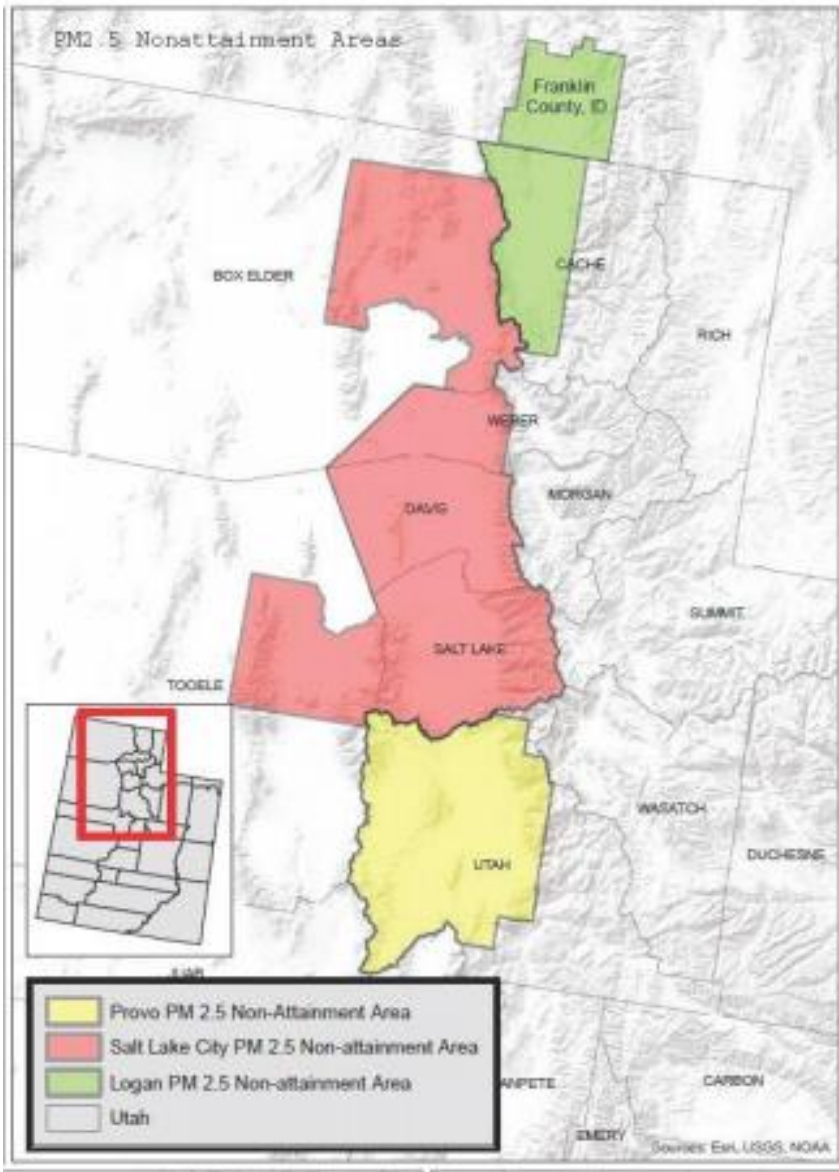 PM2.5 Nonattainment Areas
Franklin
County, ID
CACHE
BOX ELDER
RICH
WEBER
MORGAN
DAVIS
SUMMIT
SALT LAKE
TOOELE
WASATCH
DUCHESNE
UTAH
JUAB
Provo PM 2.5 Non-Attainment Area
Salt Lake City PM 2.5 Non-attainment Area
Logan PM 2.5 Non-attainment Area
Utah
ANPETE
CARBON
EMERY
Sources: Esri, USGS, NOAA